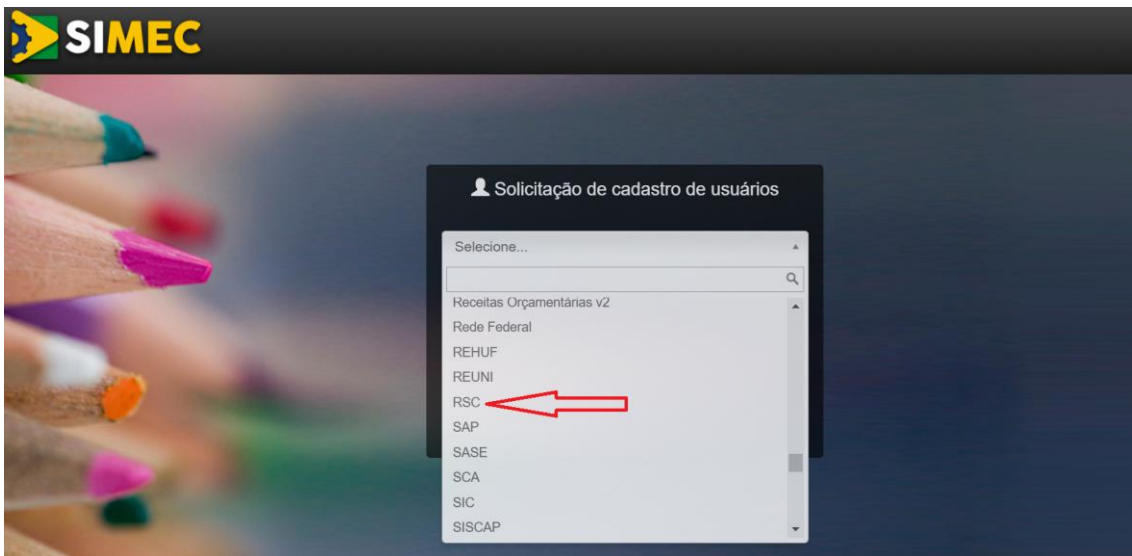 SIMEC
Solicitação de cadastro de usuários
Selecione...
Receitas Orçamentárias v2
Rede Federal
REHUF
REUNI
RSC
SAP
SASE
SCA
SIC
SISCAP